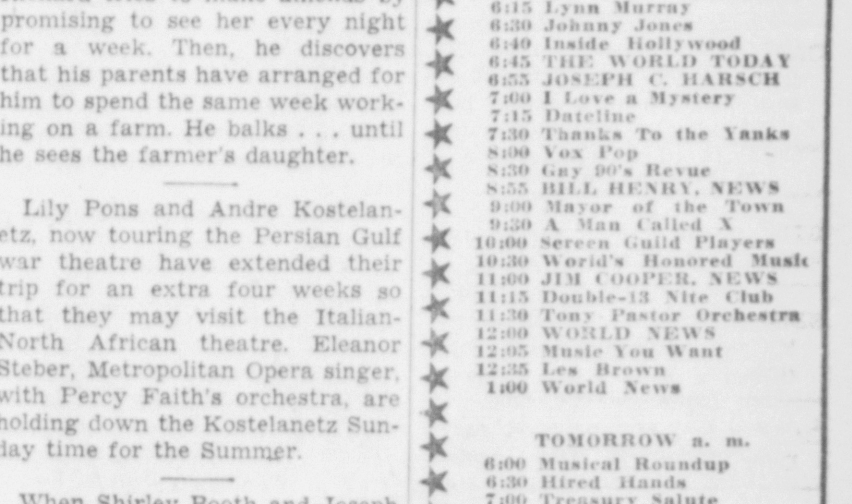 promising to see her every night
for a week. Then, he discovers
that his parents have arranged for
him to spend the same week work-
ing on a farm. He balks . . . until
he sees the farmer's daughter.
Lily Pons and Andre Kostelan-
etz, now touring the Persian Gulf
war theatre have extended their
trip for an extra four weeks so
that they may visit the Italian-
North African theatre. Eleanor
Steber, Metropolitan Opera singer,
with Percy Faith's orchestra, are
holding down the Kostelanetz Sun-
day time for the Summer.
When Shirley Booth and Joseph
6:15 Lynn Murray
6:30 Johnny Jones
6:40 Inside Hollywood
6:45 THE WORLD TODAY
6:55 JOSEPH C. HARSCH
7:00 I Love a Mystery
7:15 Dateline
7:30 Thanks To the Yanks
8:00 Vox Pop
8:30 Gay 90's Revue
8:55 BILL HENRY, NEWS
9:00 Mayor of the Town
9:30 A Man Called X
10:00 Screen Guild Players
10:30 World's Honored Music
11:00 JIM COOPER, NEWS
11:15 Double-13 Nite Club
11:30 Tony Pastor Orchestra
12:00 WORLD NEWS
12:05 Music You Want
12:35 Les Brown
1:00 World News
TOMORROW a. m.
6:00 Musical Roundup
6:30 Hired Hands
7:00 Treasury Salute